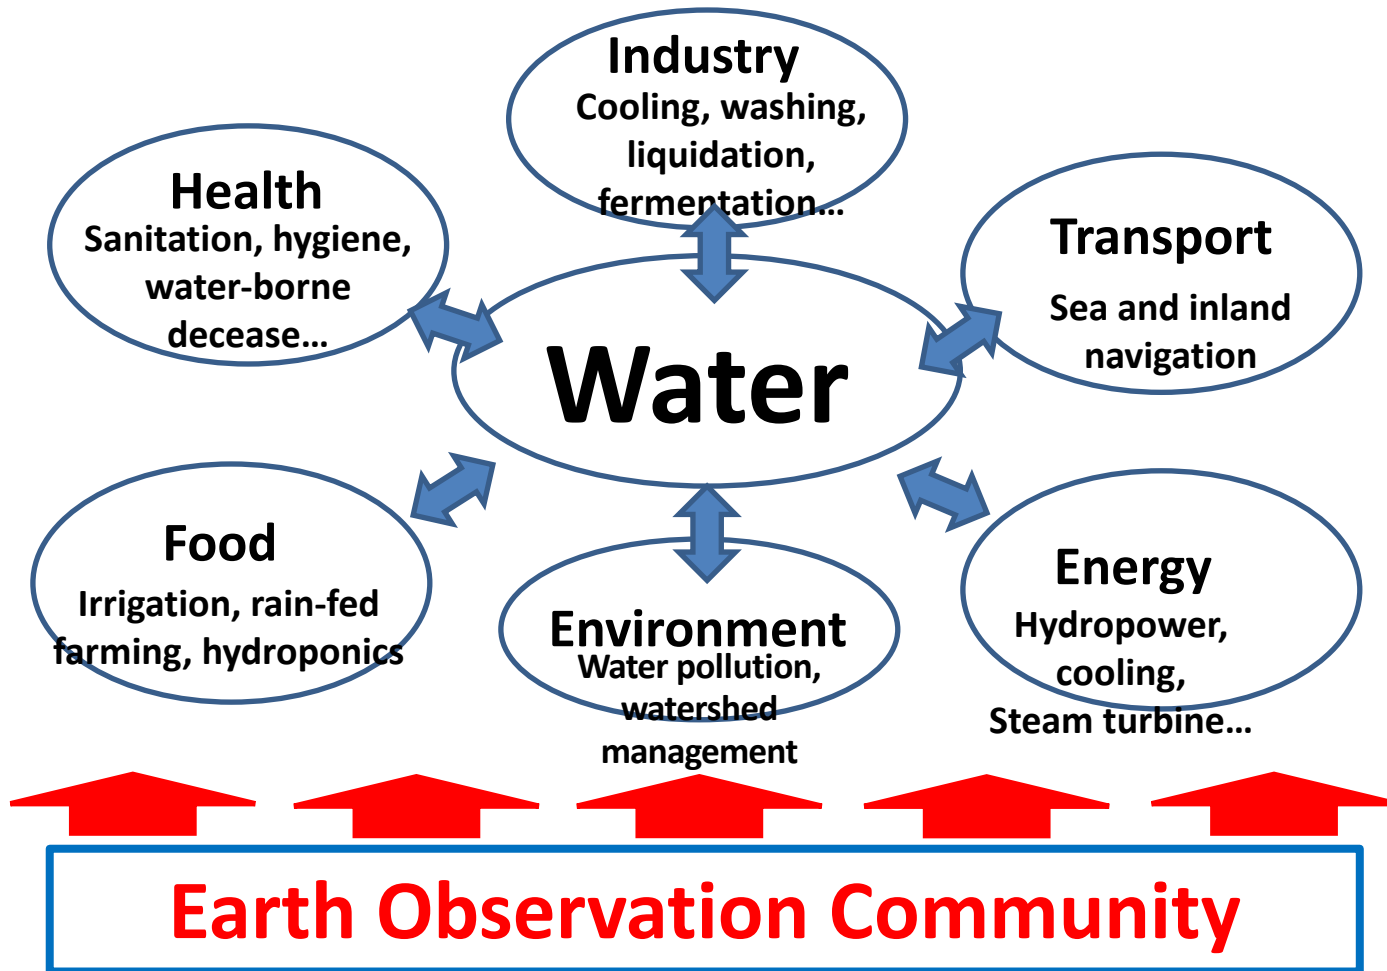 Industry
Cooling, washing,
liquidation,
fermentation…
Health
Sanitation, hygiene,
water-borne
decease…
Transport
Sea and inland
navigation
Water
Food
Irrigation, rain-fed
farming, hydroponics
Environment
Water pollution,
watershed
management
Energy
Hydropower,
cooling,
Steam turbine…
Earth Observation Community